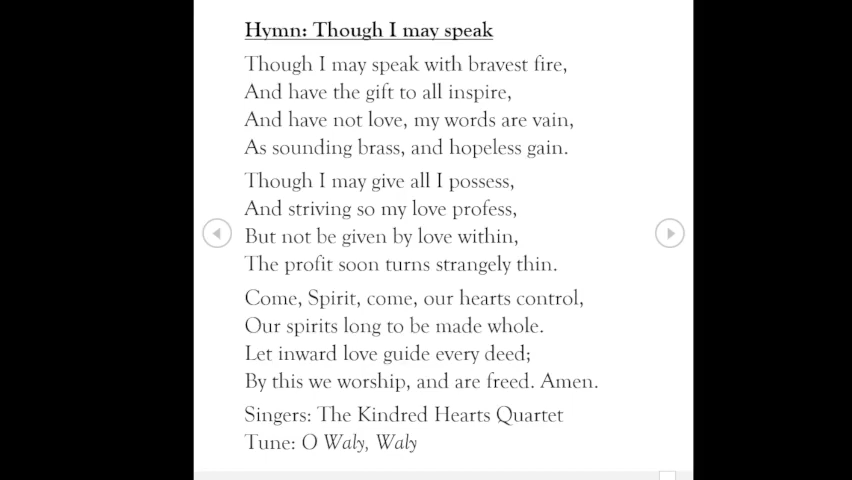 Hymn: Though I may speak
Though I may speak with bravest fire,
And have the gift to all inspire,
And have not love, my words are vain,
As sounding brass, and hopeless gain.
Though I may give all I possess,
And striving so my love profess,
But not be given by love within,
The profit soon turns strangely thin.
Come, Spirit, come, our hearts control,
Our spirits long to be made whole.
Let inward love guide every deed;
By this we worship, and are freed. Amen.
Singers: The Kindred Hearts Quartet
Tune: O Waly, Waly